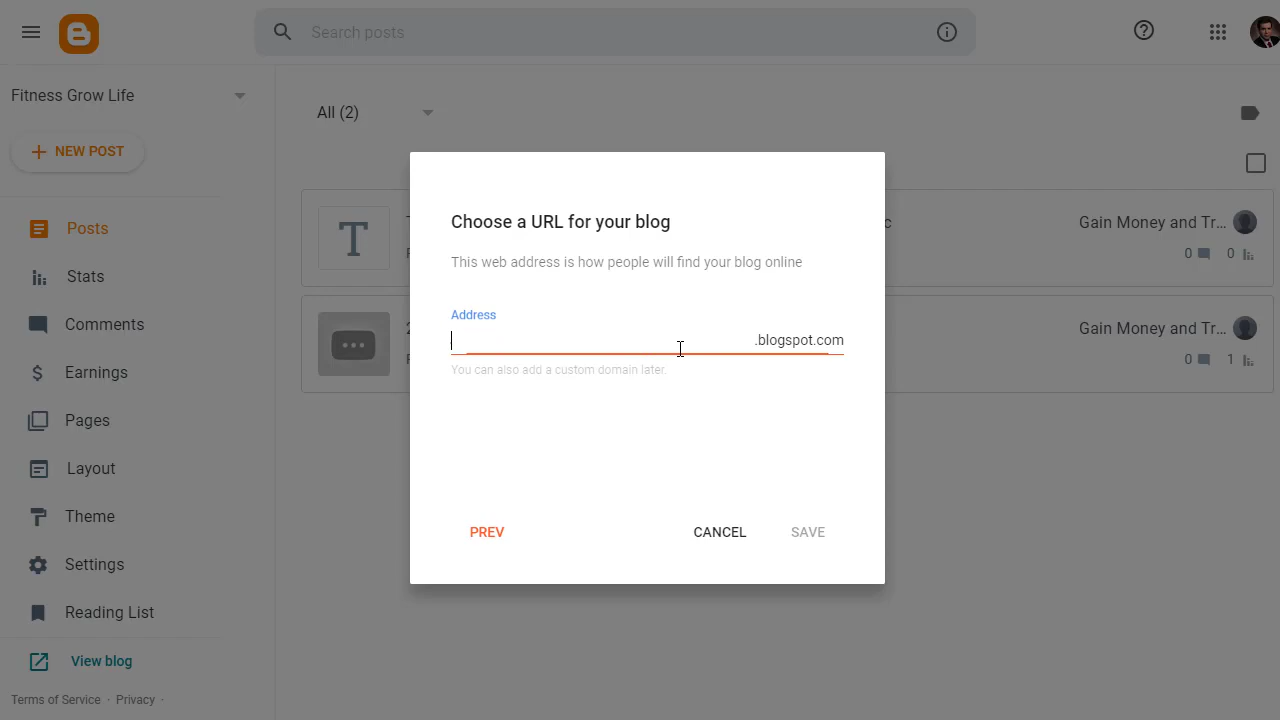 Search posts
Fitness Grow Life
All (2)
NEW POST
Choose a URL for your blog
This web address is how people will find your blog online
Address
.blogspot.com
You can also add a custom domain later.
PREV
CANCEL
SAVE
Posts
Stats
Comments
Earnings
Pages
Layout
Theme
Settings
Reading List
View blog
Terms of Service · Privacy ·
T
Gain Money and Tr...
0 0
Gain Money and Tr...
0 1